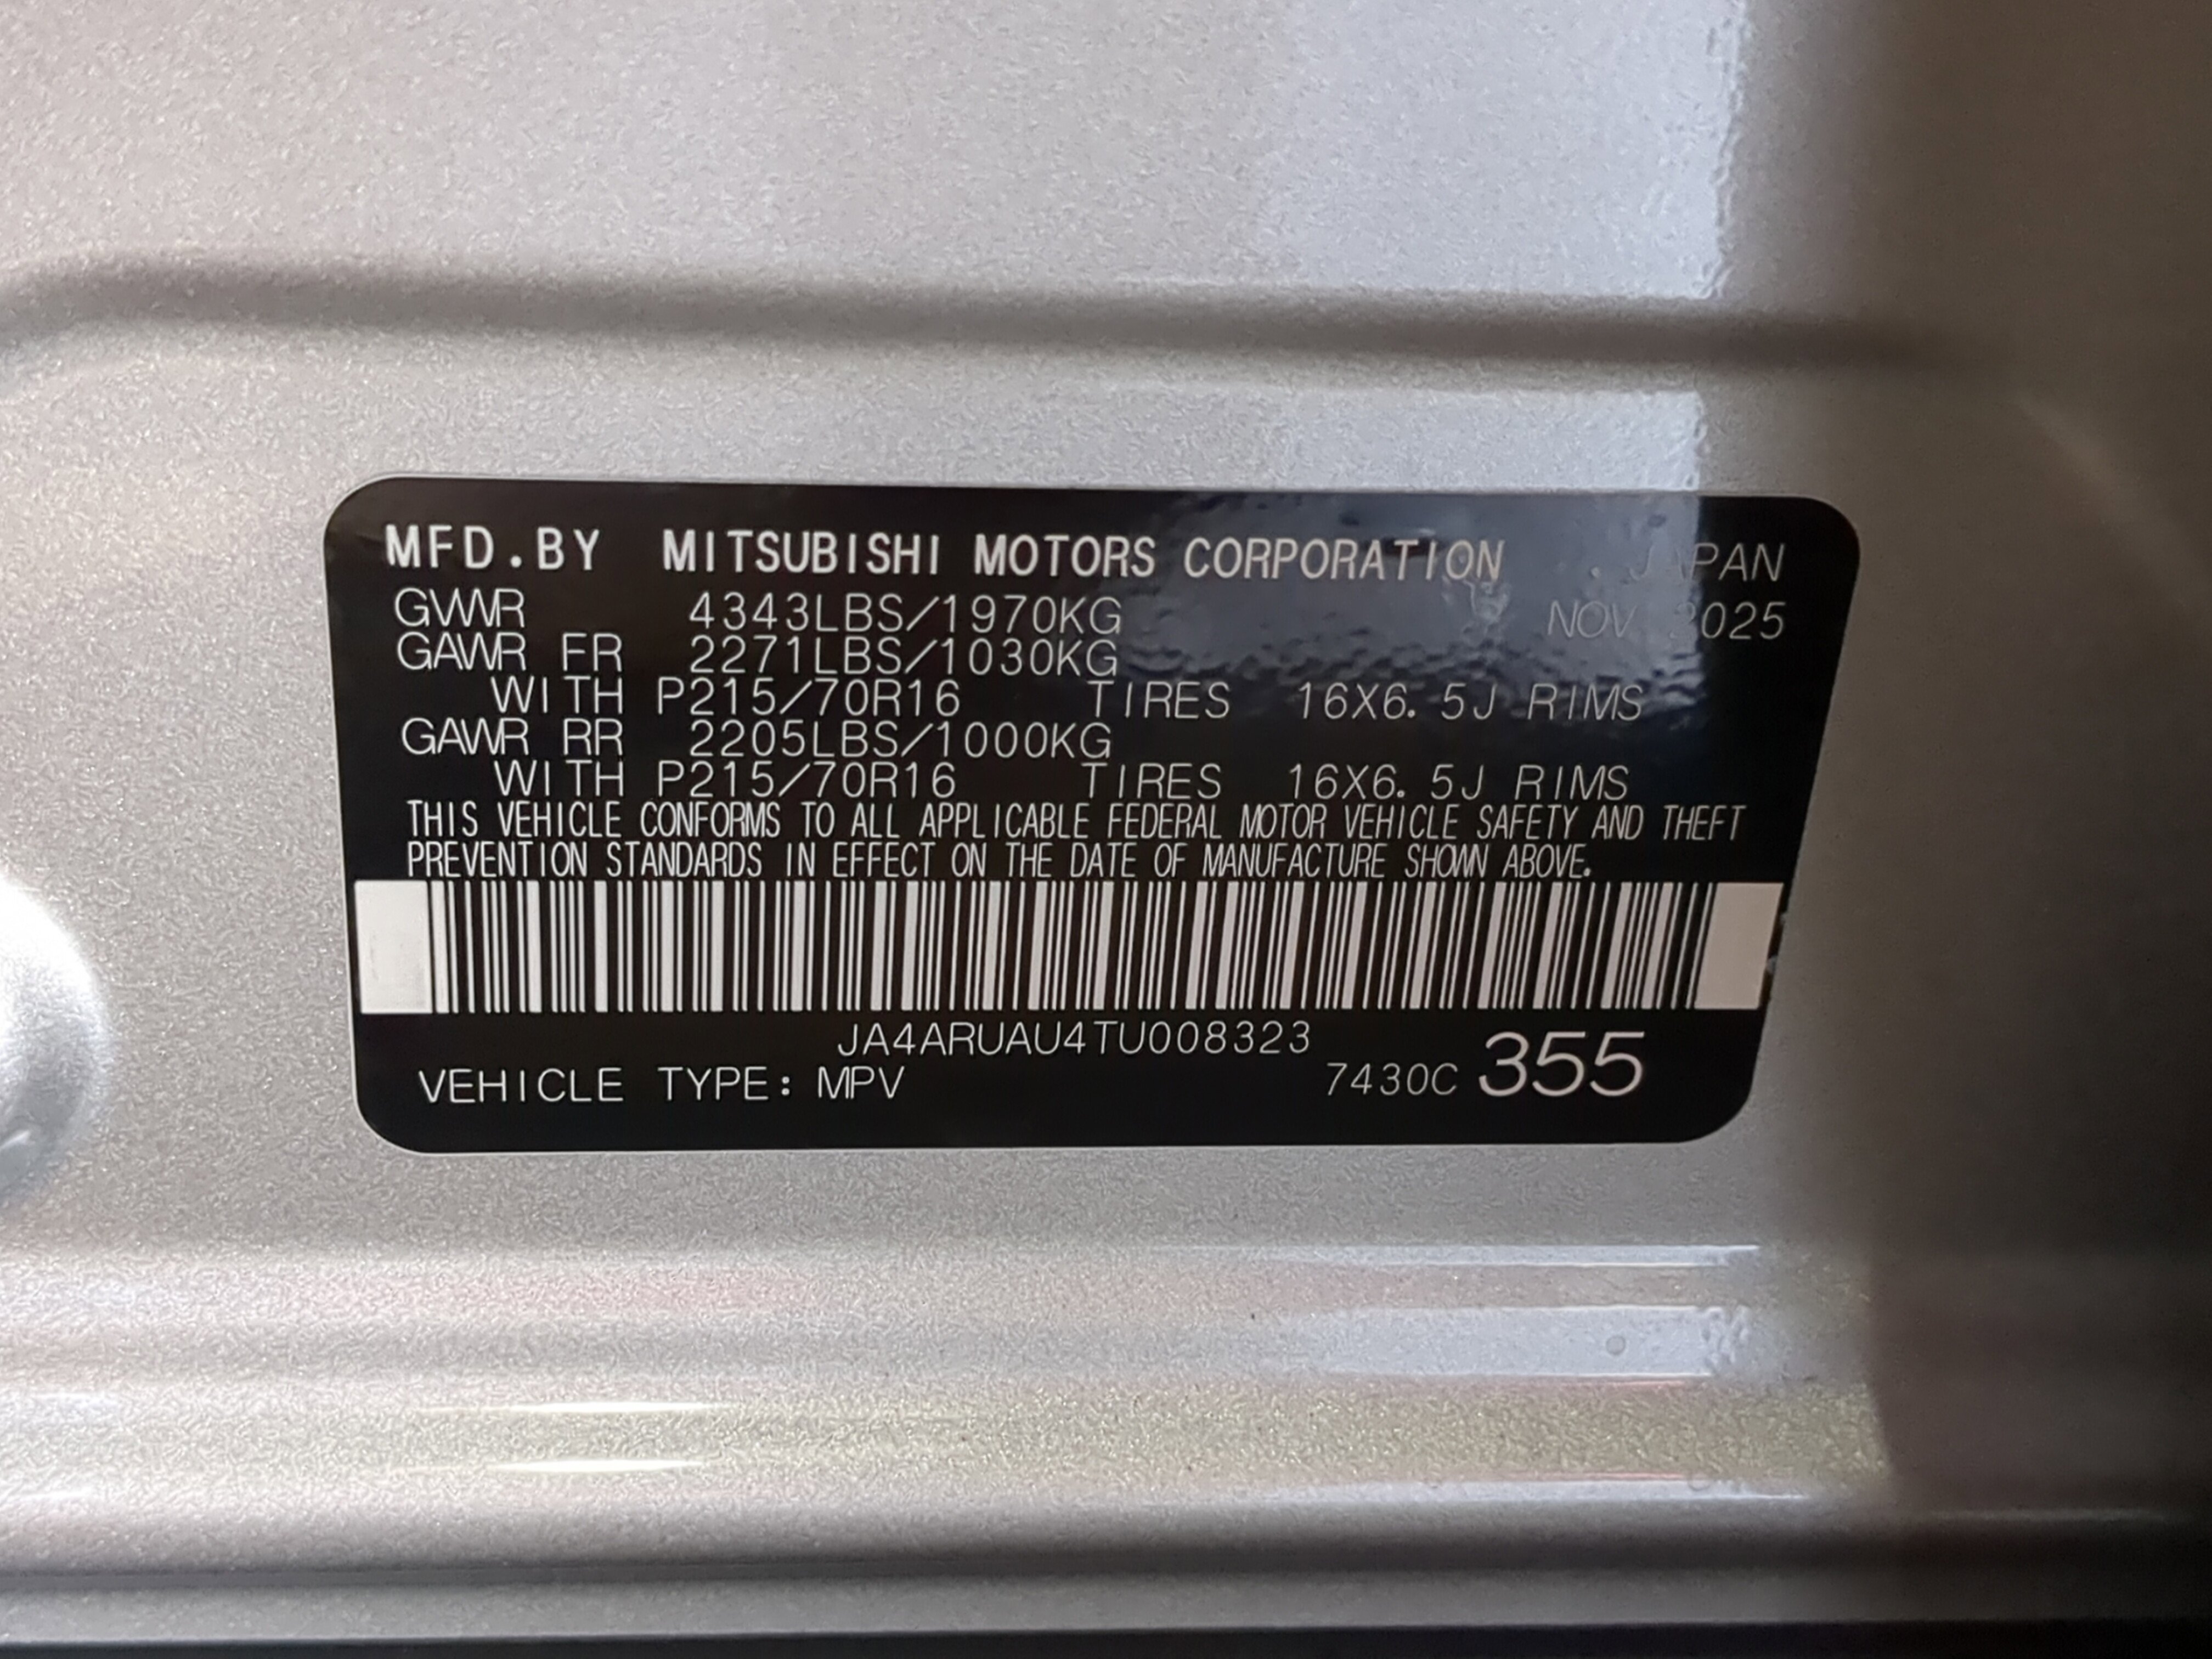 MFD.BY MITSUBISHI MOTORS CORPORATION . JAPAN
GVWR 4343LBS/1970KG NOV 2025
GAWR FR 2271LBS/1030KG
WITH P215/70R16 TIRES 16X6.5J RIMS
GAWR RR 2205LBS/1000KG
WITH P215/70R16 TIRES 16X6.5J RIMS
THIS VEHICLE CONFORMS TO ALL APPLICABLE FEDERAL MOTOR VEHICLE SAFETY AND THEFT
PREVENTION STANDARDS IN EFFECT ON THE DATE OF MANUFACTURE SHOWN ABOVE.
JA4ARUAU4TU008323
VEHICLE TYPE: MPV 7430C 355